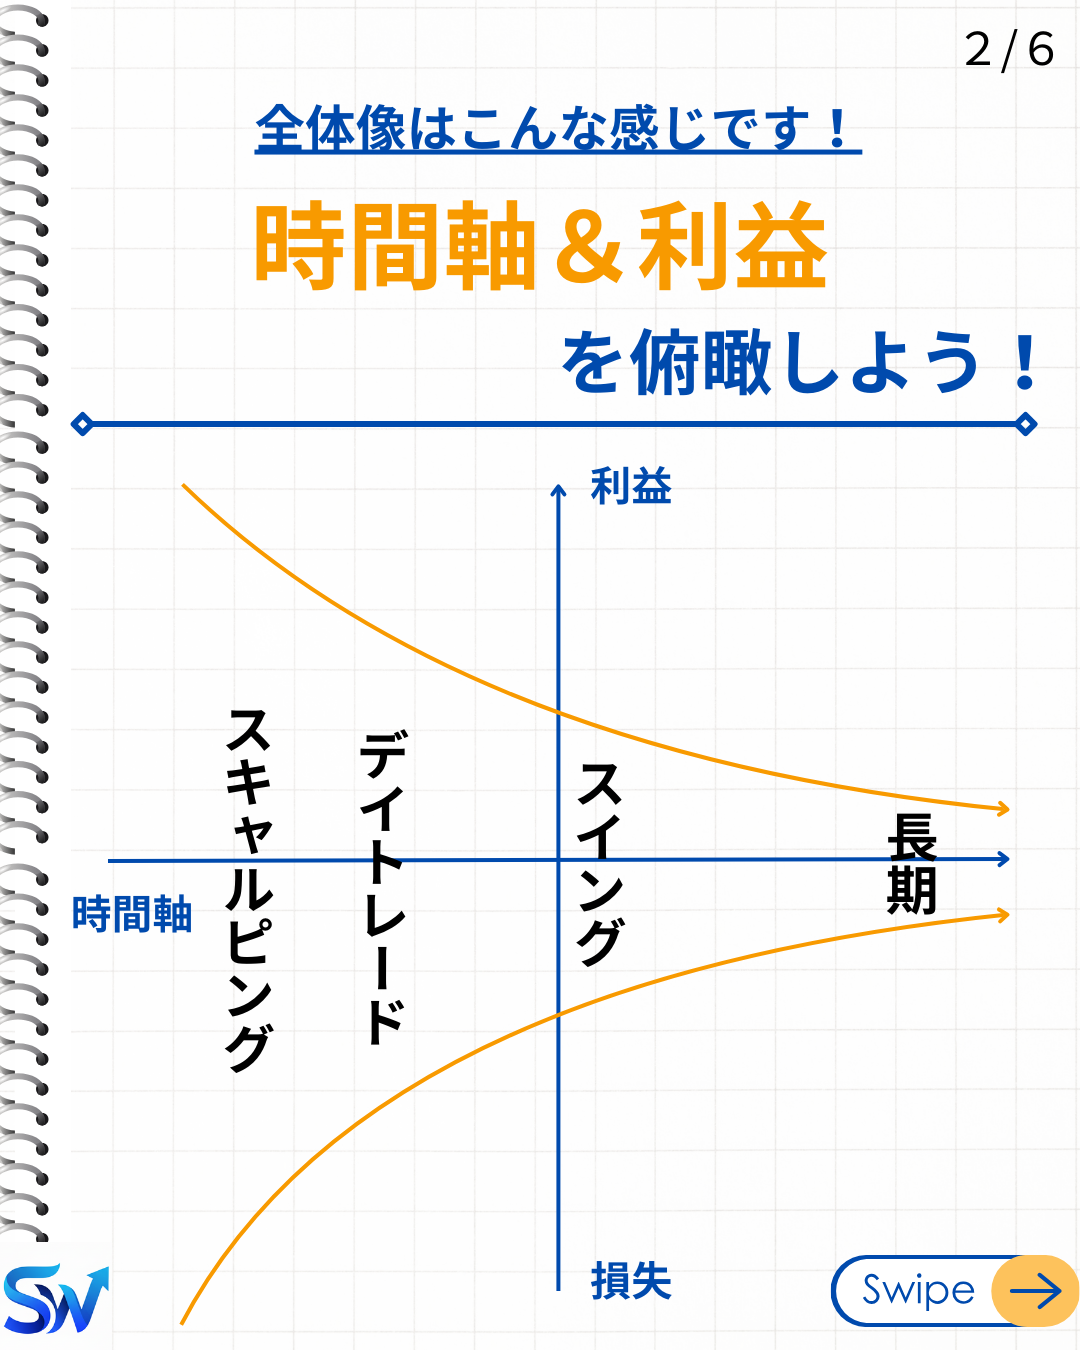 2/6
全体像はこんな感じです！
時間軸＆利益
を俯瞰しよう！
利益
スキャルピング
デイトレード
スイング
長期
時間軸
損失
SW
Swipe